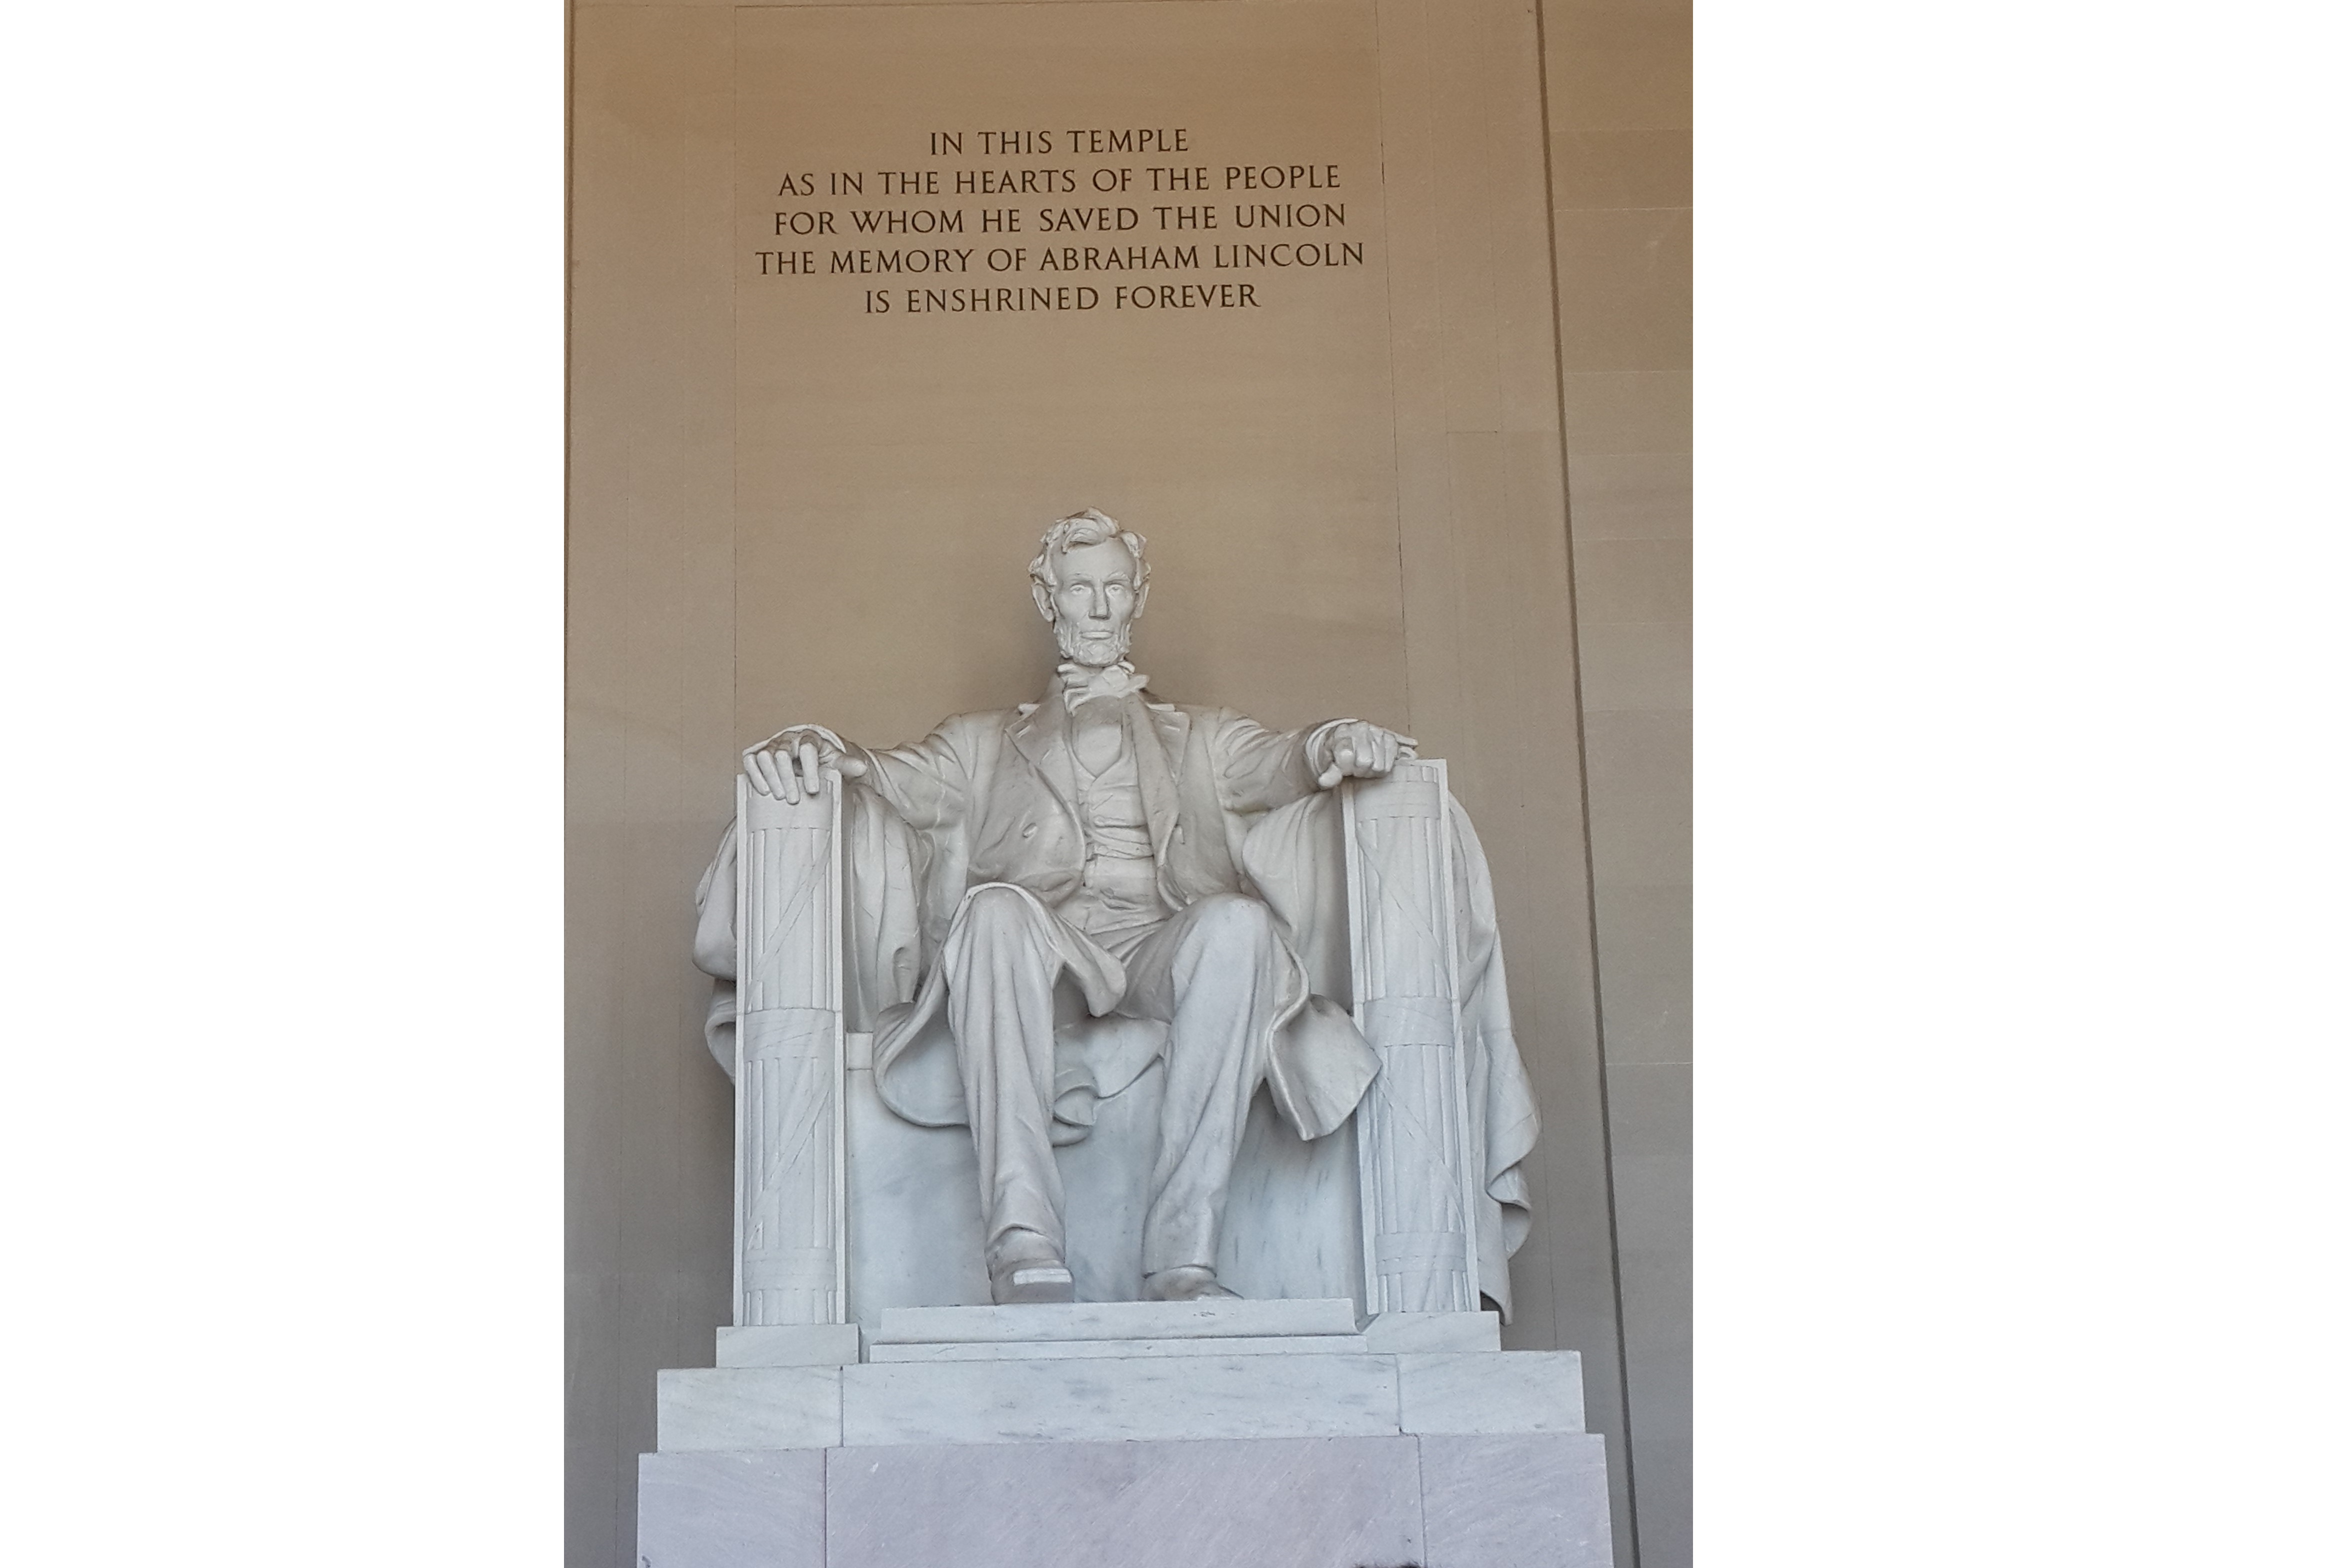 IN THIS TEMPLE
AS IN THE HEARTS OF THE PEOPLE
FOR WHOM HE SAVED THE UNION
THE MEMORY OF ABRAHAM LINCOLN
IS ENSHRINED FOREVER